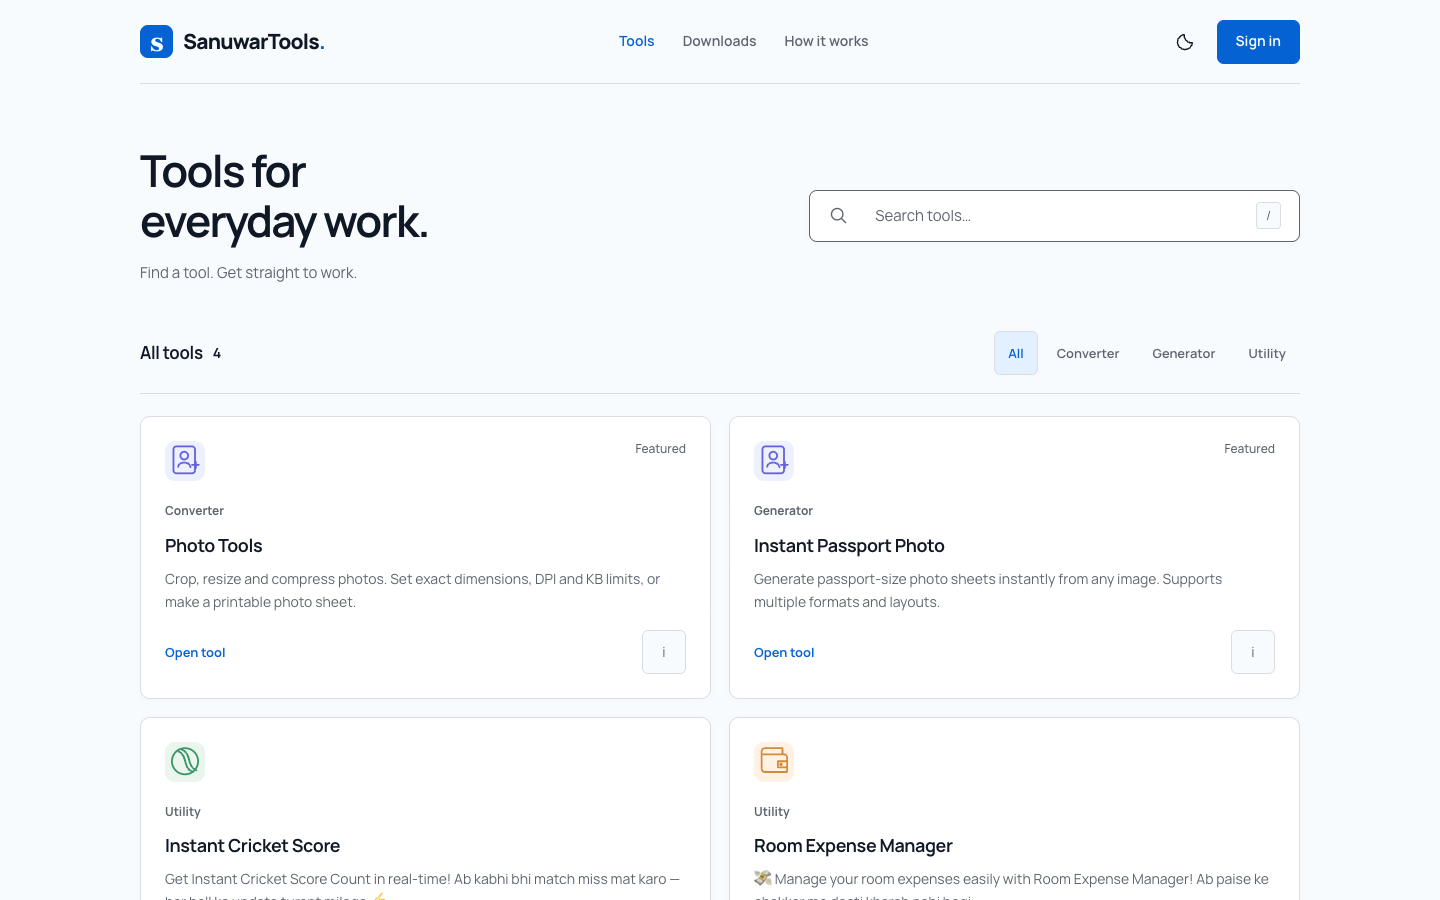 s SanuwarTools.
Tools Downloads How it works
Sign in
Tools for
everyday work.
Search tools...
/
Find a tool. Get straight to work.
All tools 4
All Converter Generator Utility
Featured
Converter
Photo Tools
Crop, resize and compress photos. Set exact dimensions, DPI and KB limits, or
make a printable photo sheet.
Open tool
i
Featured
Generator
Instant Passport Photo
Generate passport-size photo sheets instantly from any image. Supports
multiple formats and layouts.
Open tool
i
Utility
Instant Cricket Score
Get Instant Cricket Score Count in real-time! Ab kabhi bhi match miss mat karo —
Utility
Room Expense Manager
💸 Manage your room expenses easily with Room Expense Manager! Ab paise ke